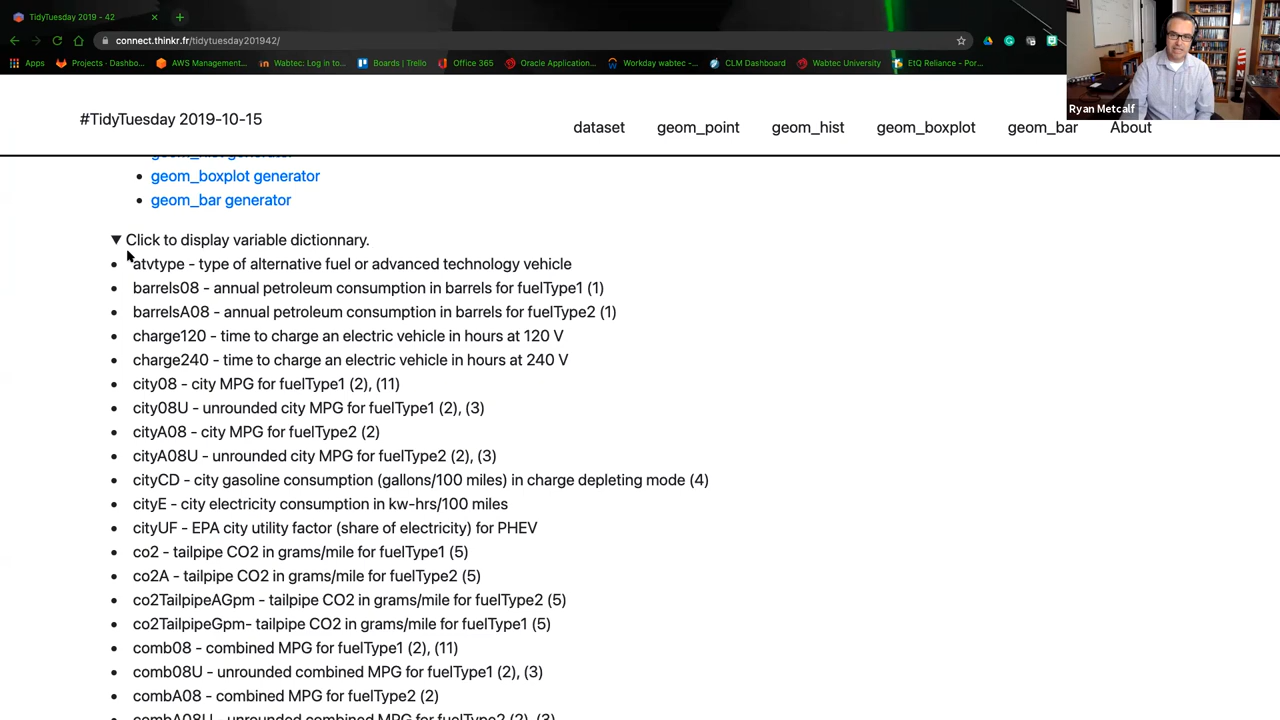 TidyTuesday 2019 - 42
connect.thinkr.fr/tidytuesday201942/
Apps Projects - Dashbo... AWS Management... Wabtec: Log in to... Boards | Trello Office 365 Oracle Application... Workday wabtec -... CLM Dashboard Wabtec University EtQ Reliance - Por...
Ryan Metcalf
#TidyTuesday 2019-10-15
dataset geom_point geom_hist geom_boxplot geom_bar About
geom_hist generator
geom_boxplot generator
geom_bar generator
Click to display variable dictionnary.
atvtype - type of alternative fuel or advanced technology vehicle
barrels08 - annual petroleum consumption in barrels for fuelType1 (1)
barrelsA08 - annual petroleum consumption in barrels for fuelType2 (1)
charge120 - time to charge an electric vehicle in hours at 120 V
charge240 - time to charge an electric vehicle in hours at 240 V
city08 - city MPG for fuelType1 (2), (11)
city08U - unrounded city MPG for fuelType1 (2), (3)
cityA08 - city MPG for fuelType2 (2)
cityA08U - unrounded city MPG for fuelType2 (2), (3)
cityCD - city gasoline consumption (gallons/100 miles) in charge depleting mode (4)
cityE - city electricity consumption in kw-hrs/100 miles
cityUF - EPA city utility factor (share of electricity) for PHEV
co2 - tailpipe CO2 in grams/mile for fuelType1 (5)
co2A - tailpipe CO2 in grams/mile for fuelType2 (5)
co2TailpipeAGpm - tailpipe CO2 in grams/mile for fuelType2 (5)
co2TailpipeGpm- tailpipe CO2 in grams/mile for fuelType1 (5)
comb08 - combined MPG for fuelType1 (2), (11)
comb08U - unrounded combined MPG for fuelType1 (2), (3)
combA08 - combined MPG for fuelType2 (2)
combA08U - unrounded combined MPG for fuelType2 (2), (3)